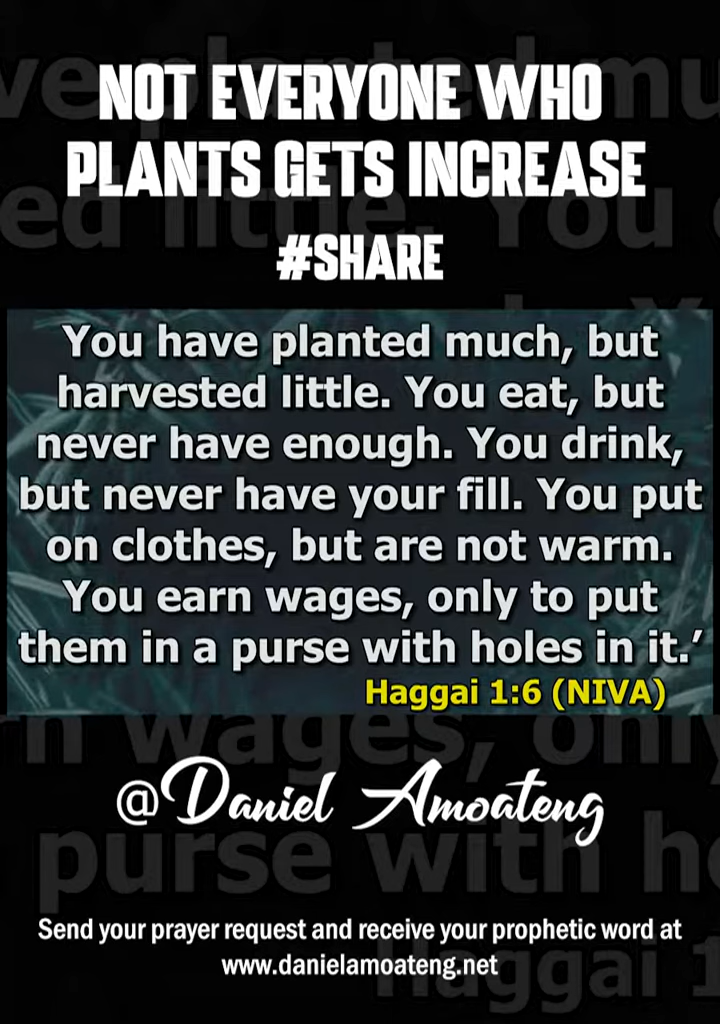 NOT EVERYONE WHO
PLANTS GETS INCREASE
#SHARE
You have planted much, but
harvested little. You eat, but
never have enough. You drink,
but never have your fill. You put
on clothes, but are not warm.
You earn wages, only to put
them in a purse with holes in it.’
Haggai 1:6 (NIVA)
@Daniel Amoateng
Send your prayer request and receive your prophetic word at
www.danielamoateng.net